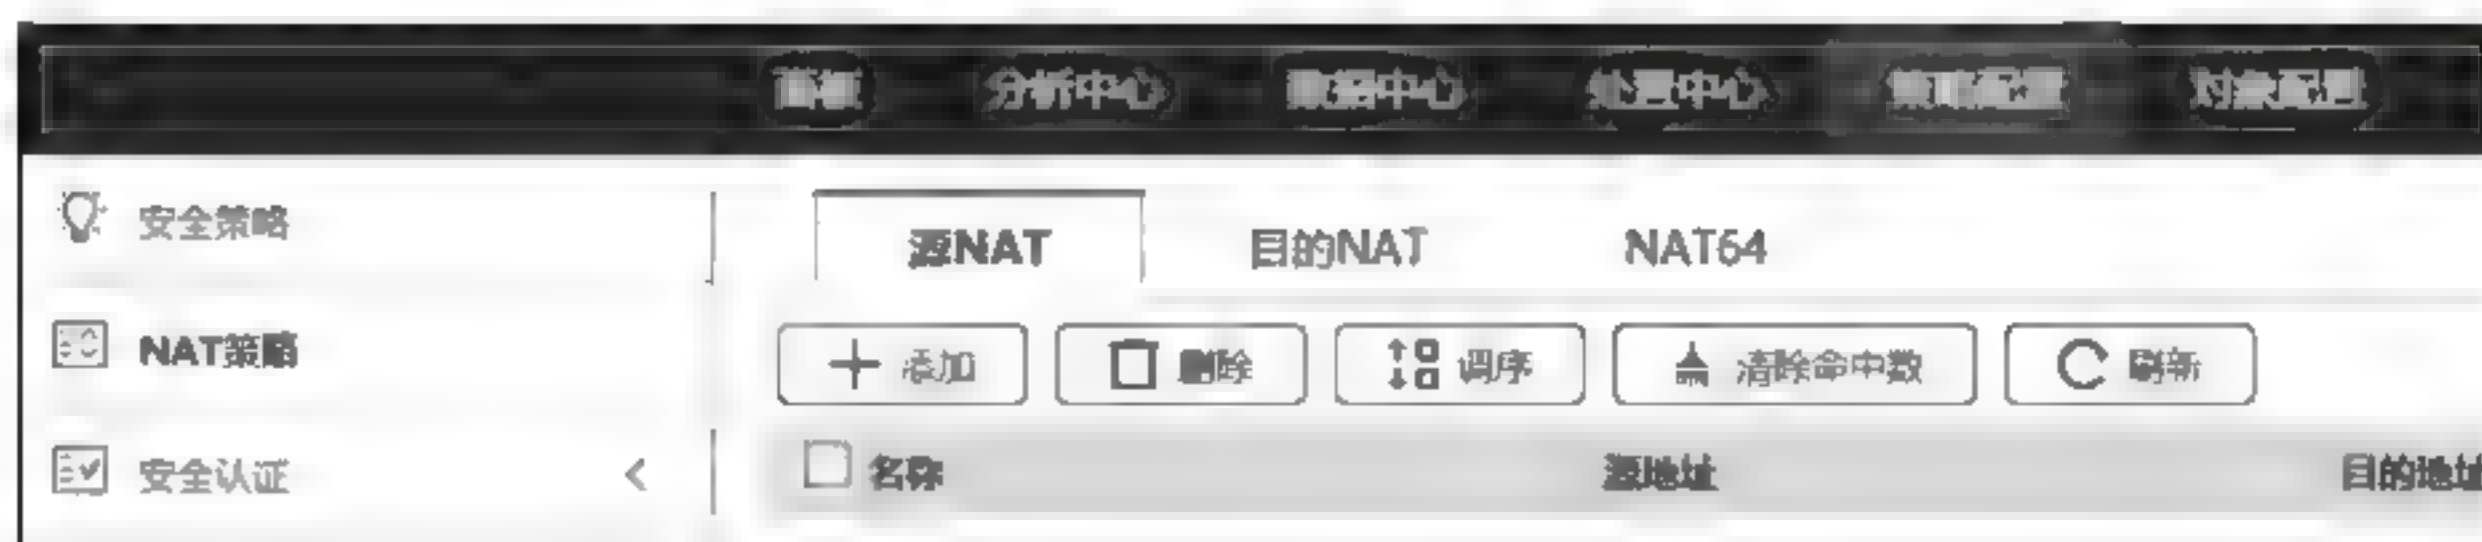 首页 分析中心 数据中心 处置中心 策略配置 对象配置
安全策略
源NAT 目的NAT NAT64
NAT策略
添加 删除 调序 清除命中数 刷新
安全认证
名称 源地址 目的地址